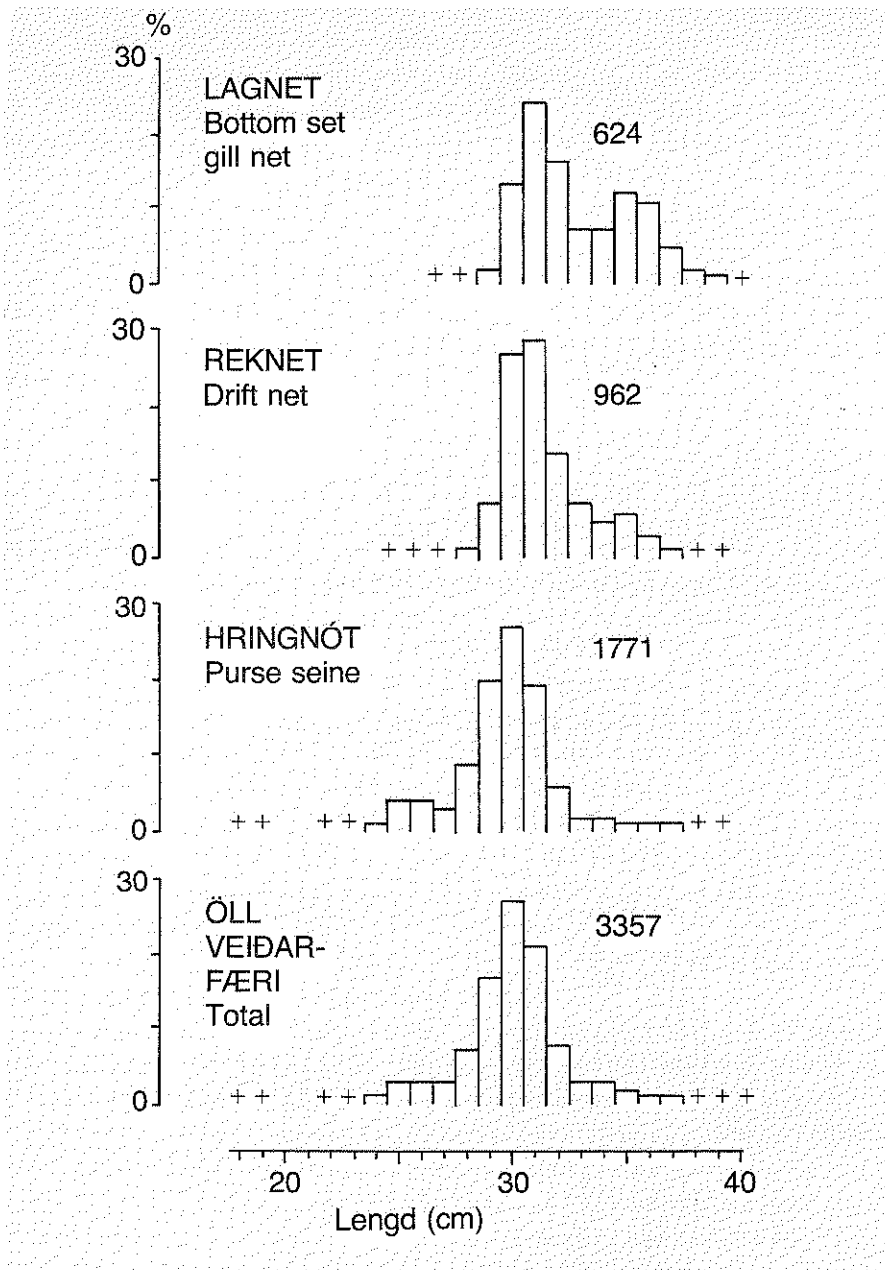 %
30
LAGNET
Bottom set
gill net
624
0
+ +
+
30
REKNET
Drift net
962
0
+ + +
+ +
30
HRINGNÓT
Purse seine
1771
0
+ +
+ +
+ +
30
ÖLL
VEIÐAR-
FÆRI
Total
3357
0
+ +
+ +
+ + +
20 30 40
Lengd (cm)